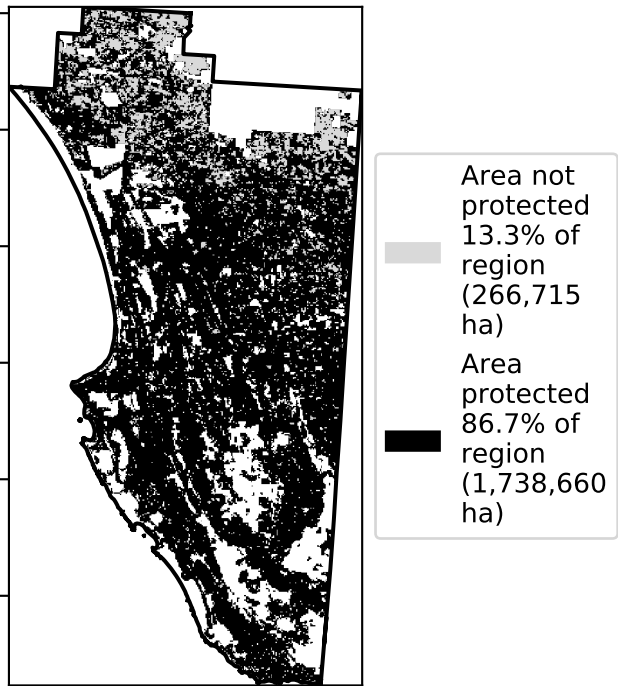 Area not
protected
13.3% of
region
(266,715
ha)
Area
protected
86.7% of
region
(1,738,660
ha)